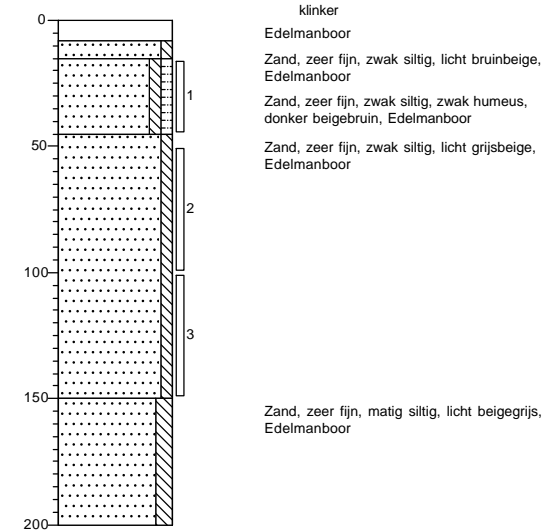 klinker
0
Edelmanboor
Zand, zeer fijn, zwak siltig, licht bruinbeige,
Edelmanboor
1
Zand, zeer fijn, zwak siltig, zwak humeus,
donker beigebruin, Edelmanboor
50
Zand, zeer fijn, zwak siltig, licht grijsbeige,
Edelmanboor
2
100
3
150
Zand, zeer fijn, matig siltig, licht beigegrijs,
Edelmanboor
200